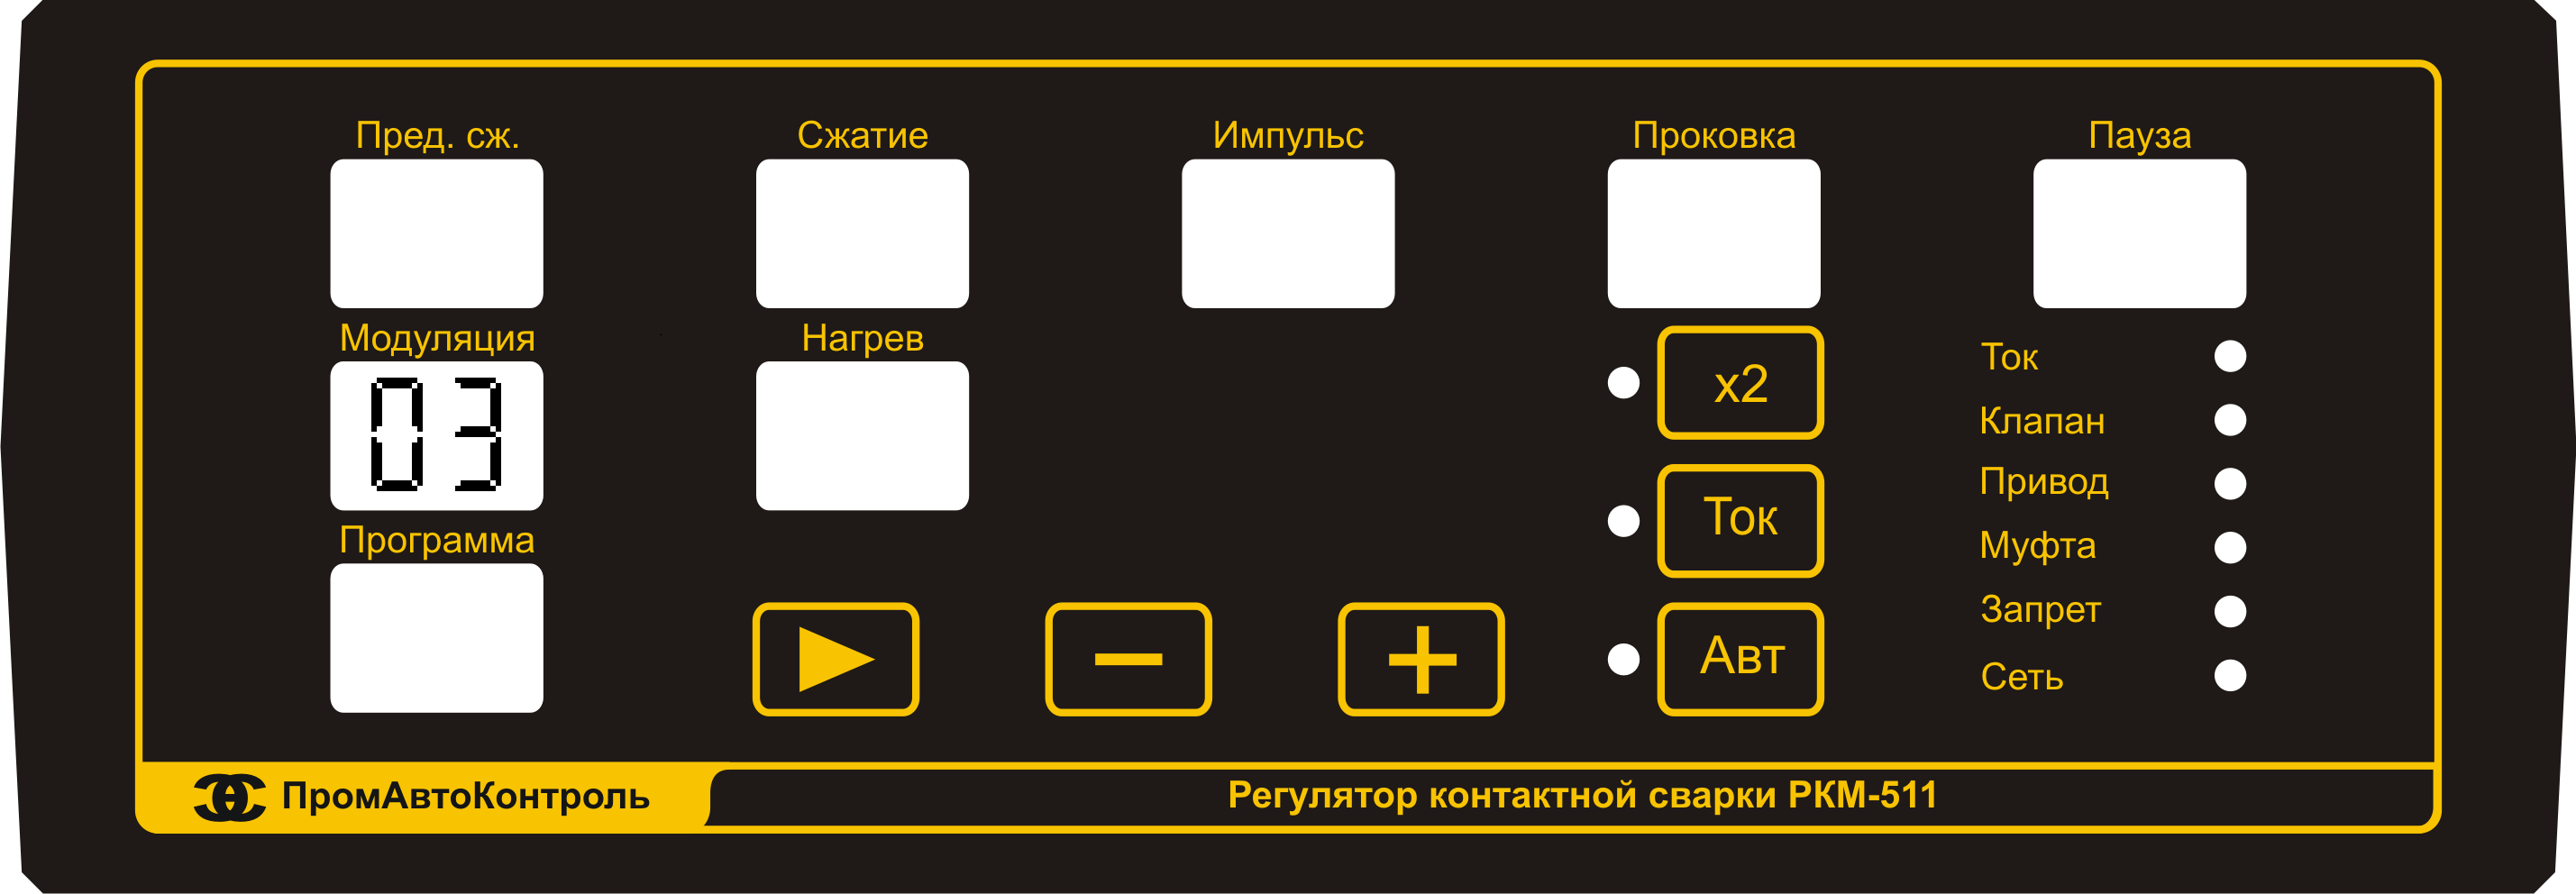 Пред. сж.
Сжатие
Импульс
Проковка
Пауза
Модуляция
Нагрев
03
x2
Ток
Ток
Клапан
Привод
Муфта
Запрет
Сеть
Программа
Авт
ПромАвтоКонтроль
Регулятор контактной сварки РКМ-511